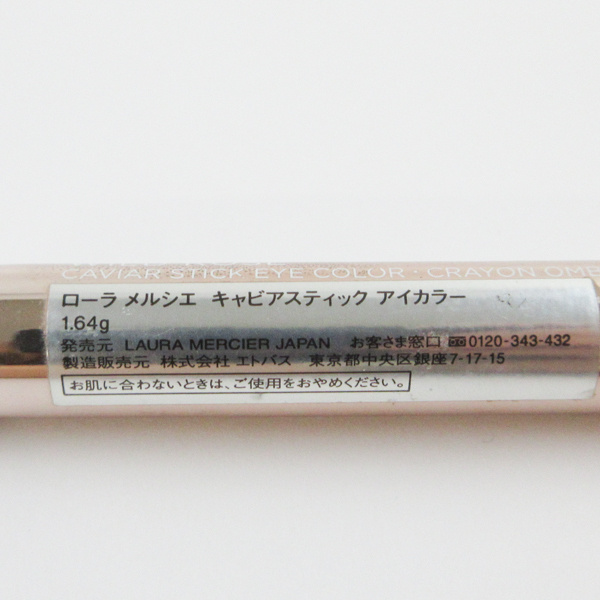 CAVIAR STICK EYE COLOR · CRAYON OMB
ローラ メルシエ キャビアスティック アイカラー
1.64g
発売元 LAURA MERCIER JAPAN お客さま窓口 0120-343-432
製造販売元 株式会社 エトバス 東京都中央区銀座7-17-15
お肌に合わないときは、ご使用をおやめください。